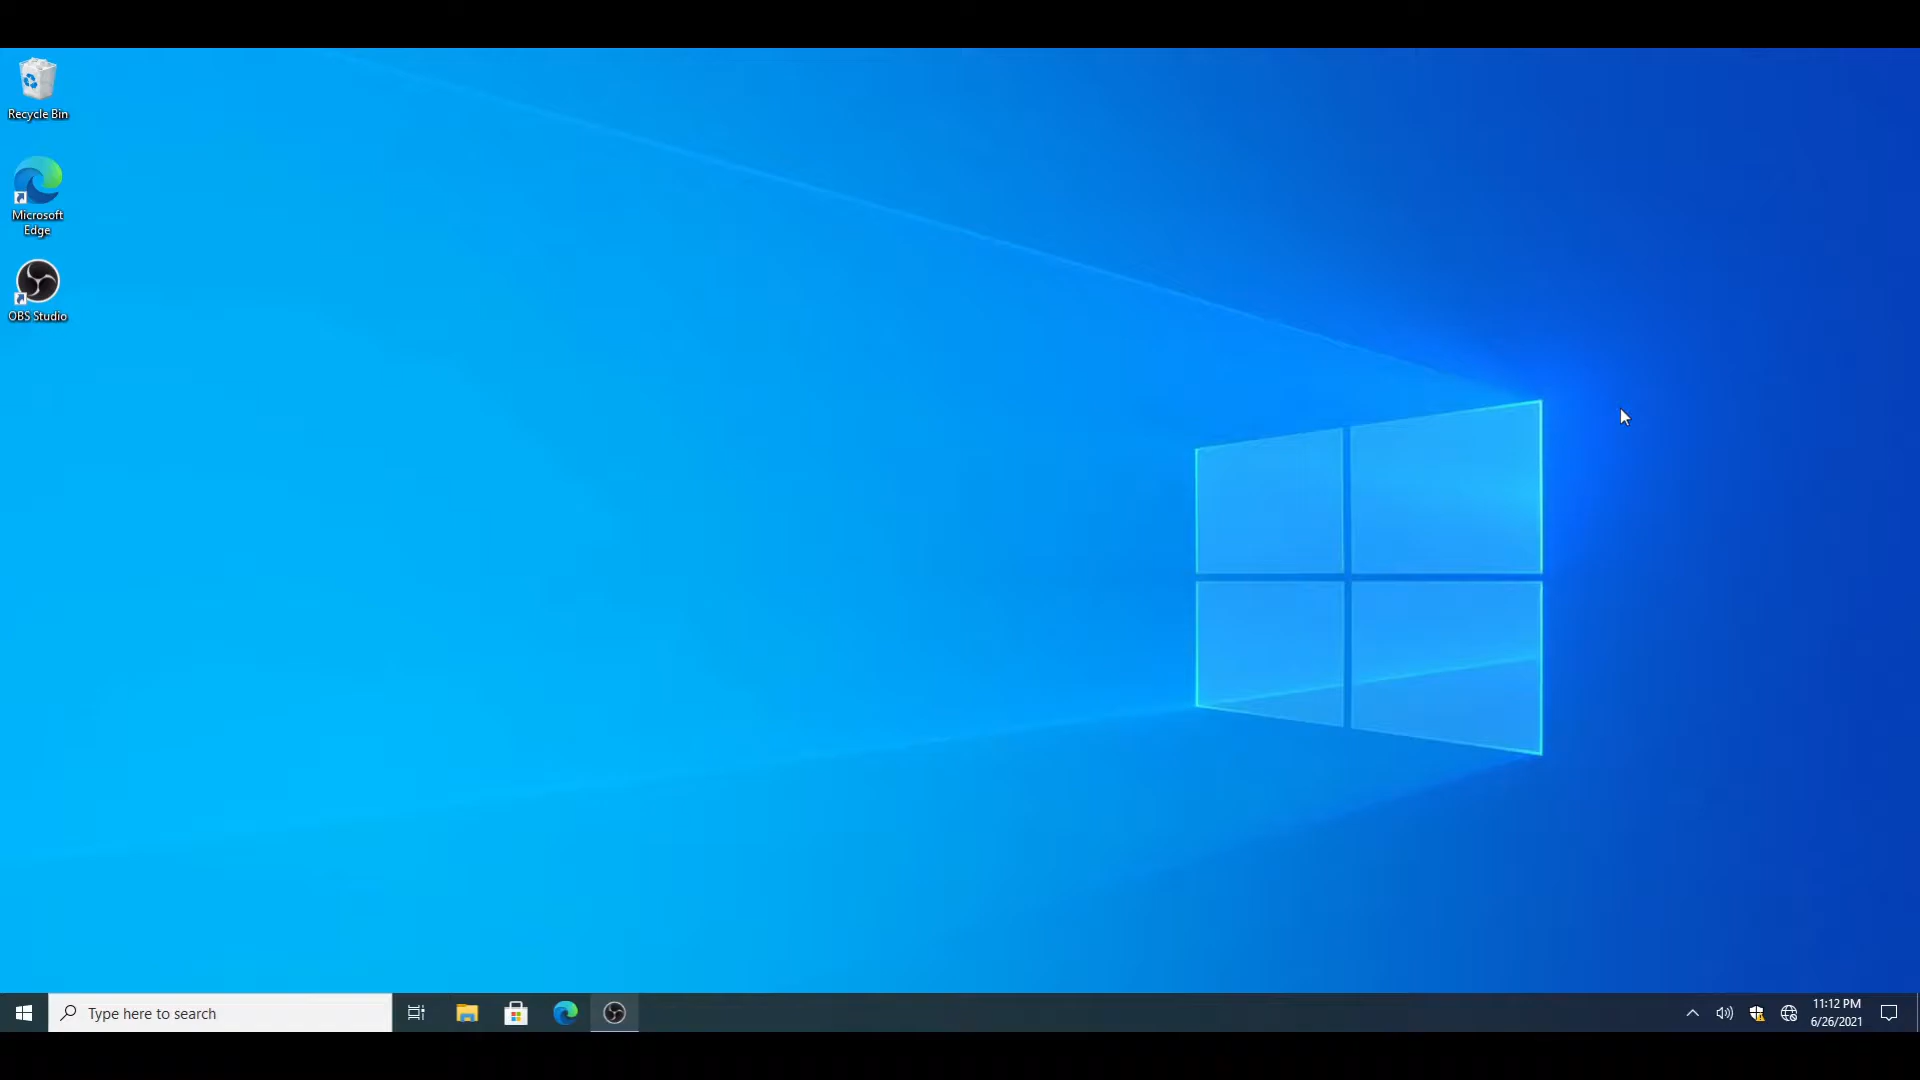 Recycle Bin
Microsoft
Edge
OBS Studio
Type here to search
11:12 PM
6/26/2021